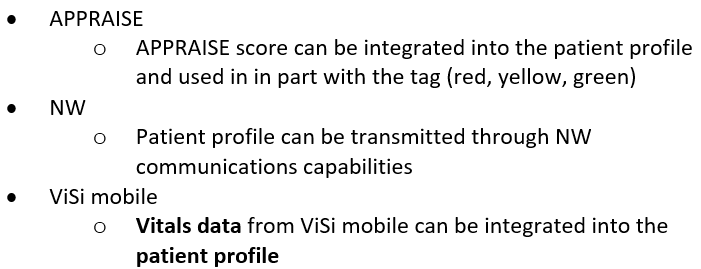 • APPRAISE
o APPRAISE score can be integrated into the patient profile
and used in in part with the tag (red, yellow, green)
• NW
o Patient profile can be transmitted through NW
communications capabilities
• ViSi mobile
o Vitals data from ViSi mobile can be integrated into the
patient profile